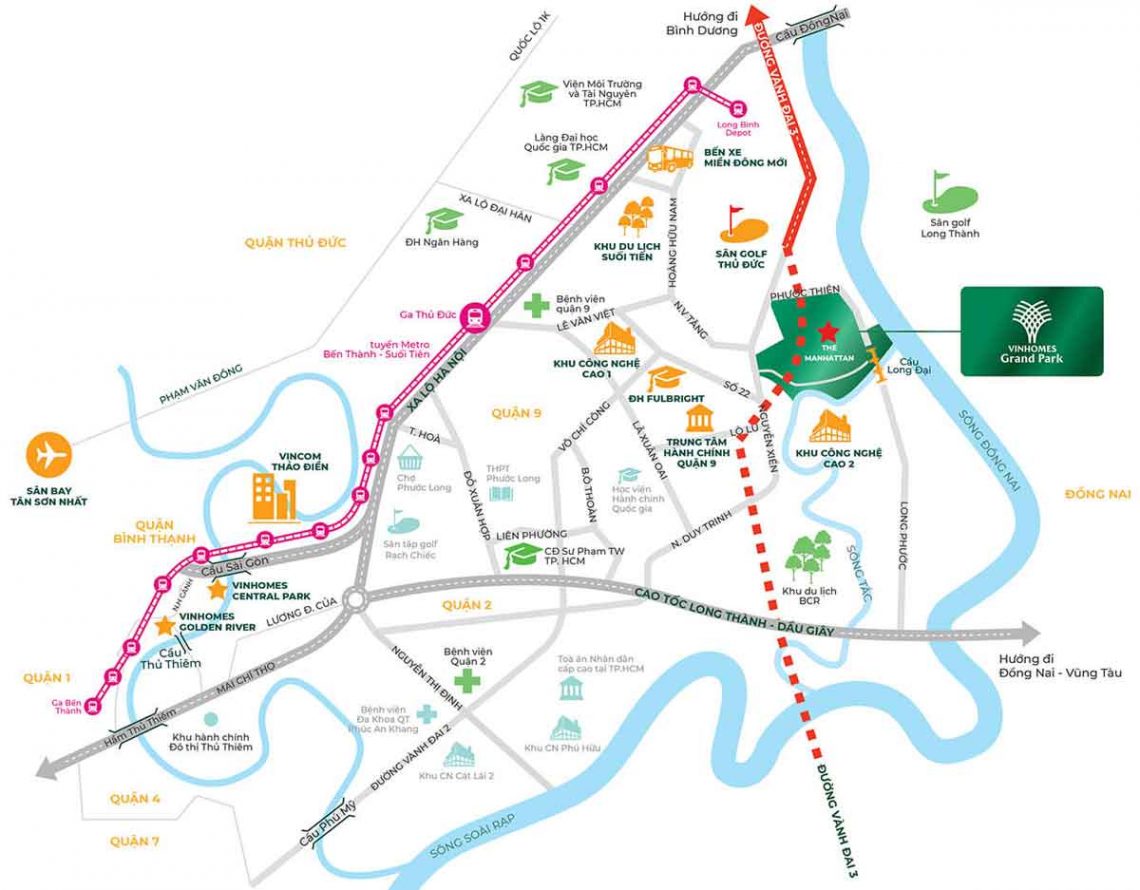 Hướng đi
Bình Dương
Cầu Đồng Nai
ĐƯỜNG VÀNH ĐAI 3
QUỐC LỘ 1K
Viện Môi Trường
và Tài Nguyên
TP.HCM
Long Bình
Depot
Làng Đại học
Quốc gia TP.HCM
BẾN XE
MIỀN ĐÔNG MỚI
XA LỘ ĐẠI HÀN
ĐH Ngân Hàng
QUẬN THỦ ĐỨC
KHU DU LỊCH
SUỐI TIÊN
HOÀNG HỮU NAM
SÂN GOLF
THỦ ĐỨC
Sân golf
Long Thành
PHƯỚC THIỆN
Ga Thủ Đức
Bệnh viện
quận 9
LÊ VĂN VIỆT
N.V TĂNG
THE
MANHATTAN
VINHOMES
Grand Park
tuyến Metro
Bến Thành - Suối Tiên
XA LỘ HÀ NỘI
KHU CÔNG NGHỆ
CAO 1
Cầu
Long Đại
PHẠM VĂN ĐỒNG
ĐH FULBRIGHT
SỐ 22
QUẬN 9
VÕ CHÍ CÔNG
LÃ XUÂN OAI
TRUNG TÂM
HÀNH CHÍNH
QUẬN 9
LÒ LU
NGUYỄN XIỂN
KHU CÔNG NGHỆ
CAO 2
SÔNG ĐỒNG NAI
T. HOÀ
SÂN BAY
TÂN SƠN NHẤT
VINCOM
THẢO ĐIỀN
Chợ
Phước Long
ĐỖ XUÂN HỢP
THPT
Phước Long
B.LÔ THOÀN
Học viện
Hành chính
Quốc gia
ĐỒNG NAI
QUẬN
BÌNH THẠNH
Sân tập golf
Rạch Chiếc
LIÊN PHƯỜNG
N. DUY TRINH
LONG PHƯỚC
CĐ Sư Phạm TW
TP. HCM
Cầu Sài Gòn
N.H CẢNH
VINHOMES
CENTRAL PARK
VINHOMES
GOLDEN RIVER
LƯƠNG Đ. CỦA
QUẬN 2
CAO TỐC LONG THÀNH - DẦU GIÂY
Khu du lịch
BCR
SÔNG TẮC
Cầu
Thủ Thiêm
QUẬN 1
Ga Bến
Thành
MAI CHÍ THỌ
Hầm Thủ Thiêm
Khu hành chính
Đô thị Thủ Thiêm
NGUYỄN THỊ ĐỊNH
Bệnh viện
Quận 2
Toà án Nhân dân
cấp cao tại TP.HCM
Hướng đi
Đồng Nai - Vũng Tàu
Bệnh viện
Đa Khoa QT
Phúc An Khang
Khu CN Phú Hữu
Khu CN Cát Lái 2
ĐƯỜNG VÀNH ĐAI 2
QUẬN 4
QUẬN 7
Cầu Phú Mỹ
SÔNG SOÀI RẠP
ĐƯỜNG VÀNH ĐAI 3